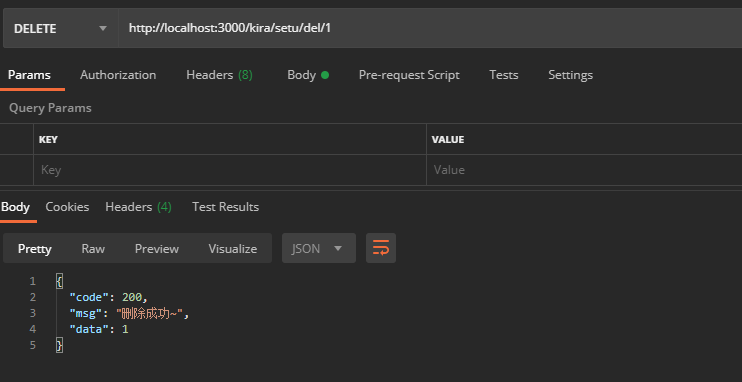 DELETE http://localhost:3000/kira/setu/del/1
Params Authorization Headers (8) Body Pre-request Script Tests Settings
Query Params
KEY VALUE
Key Value
Body Cookies Headers (4) Test Results
Pretty Raw Preview Visualize JSON
1 {
2 "code": 200,
3 "msg": "删除成功~",
4 "data": 1
5 }